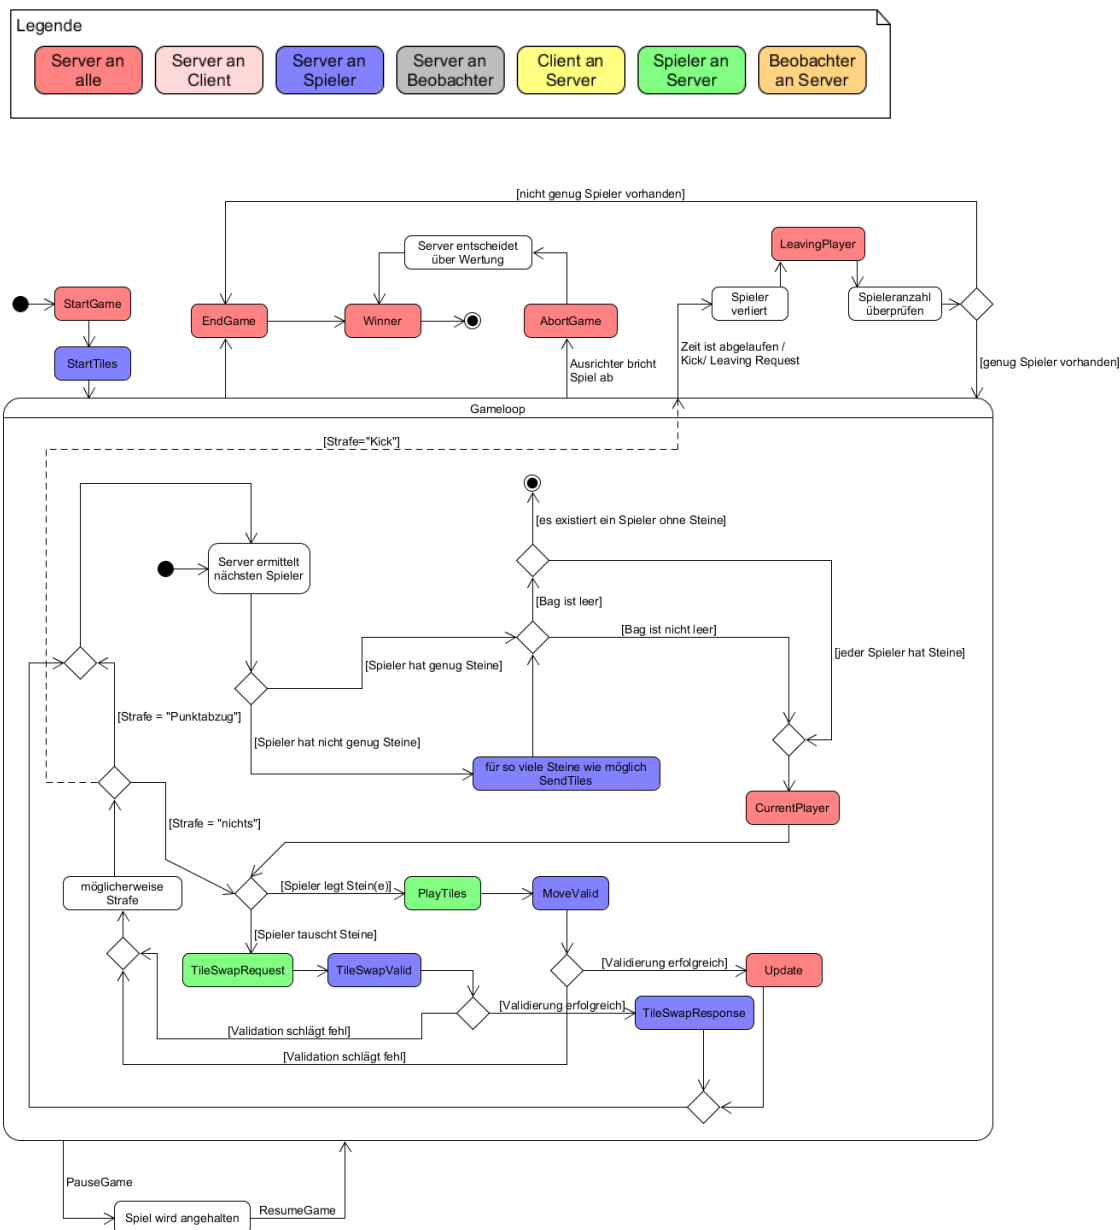 Legende
Server an
alle
Server an
Client
Server an
Spieler
Server an
Beobachter
Client an
Server
Spieler an
Server
Beobachter
an Server
[nicht genug Spieler vorhanden]
LeavingPlayer
Server entscheidet
über Wertung
StartGame
EndGame
Winner
AbortGame
Spieler
verliert
Spieleranzahl
überprüfen
StartTiles
Ausrichter bricht
Spiel ab
Zeit ist abgelaufen /
Kick/ Leaving Request
[genug Spieler vorhanden]
Gameloop
[Strafe="Kick"]
[es existiert ein Spieler ohne Steine]
Server ermittelt
nächsten Spieler
[Bag ist leer]
[Bag ist nicht leer]
[jeder Spieler hat Steine]
[Spieler hat genug Steine]
[Strafe = "Punktabzug"]
[Spieler hat nicht genug Steine]
für so viele Steine wie möglich
SendTiles
CurrentPlayer
[Strafe = "nichts"]
möglicherweise
Strafe
[Spieler legt Stein(e)]
PlayTiles
MoveValid
[Spieler tauscht Steine]
TileSwapRequest
TileSwapValid
[Validierung erfolgreich]
Update
[Validierung erfolgreich]
TileSwapResponse
[Validation schlägt fehl]
[Validation schlägt fehl]
PauseGame
Spiel wird angehalten
ResumeGame